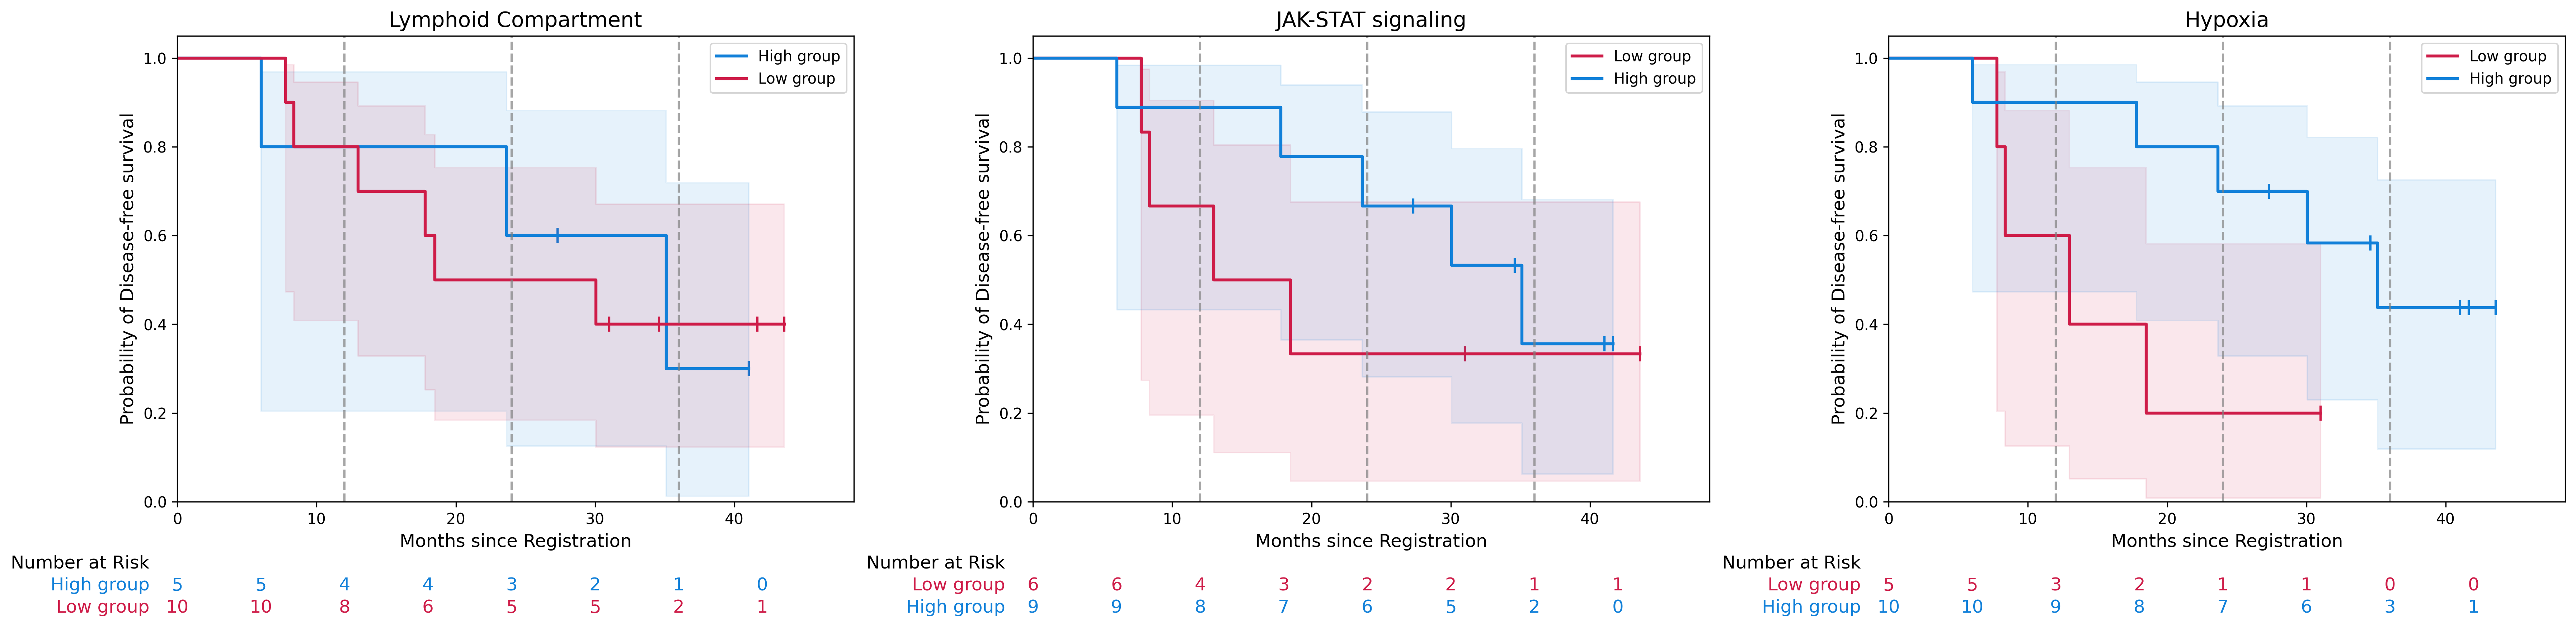 Lymphoid Compartment
High group
Low group
Probability of Disease-free survival
1.0
0.8
0.6
0.4
0.2
0.0
0 10 20 30 40
Months since Registration
Number at Risk
High group 5 5 4 4 3 2 1 0
Low group 10 10 8 6 5 5 2 1
JAK-STAT signaling
Low group
High group
Probability of Disease-free survival
1.0
0.8
0.6
0.4
0.2
0.0
0 10 20 30 40
Months since Registration
Number at Risk
Low group 6 6 4 3 2 2 1 1
High group 9 9 8 7 6 5 2 0
Hypoxia
Low group
High group
Probability of Disease-free survival
1.0
0.8
0.6
0.4
0.2
0.0
0 10 20 30 40
Months since Registration
Number at Risk
Low group 5 5 3 2 1 1 0 0
High group 10 10 9 8 7 6 3 1